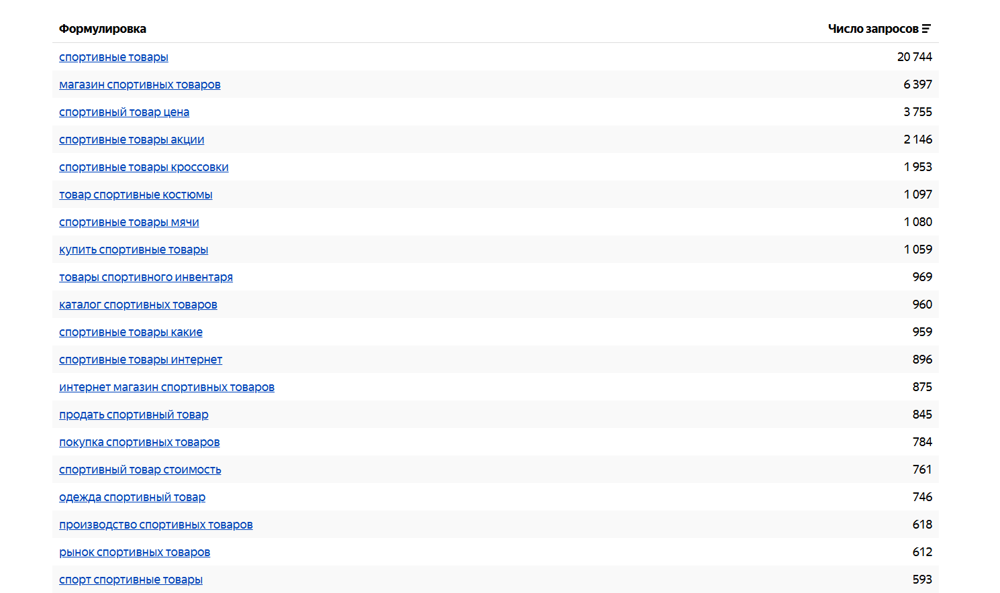 Формулировка Число запросов
спортивные товары 20 744
магазин спортивных товаров 6 397
спортивный товар цена 3 755
спортивные товары акции 2 146
спортивные товары кроссовки 1 953
товар спортивные костюмы 1 097
спортивные товары мячи 1 080
купить спортивные товары 1 059
товары спортивного инвентаря 969
каталог спортивных товаров 960
спортивные товары какие 959
спортивные товары интернет 896
интернет магазин спортивных товаров 875
продать спортивный товар 845
покупка спортивных товаров 784
спортивный товар стоимость 761
одежда спортивный товар 746
производство спортивных товаров 618
рынок спортивных товаров 612
спорт спортивные товары 593